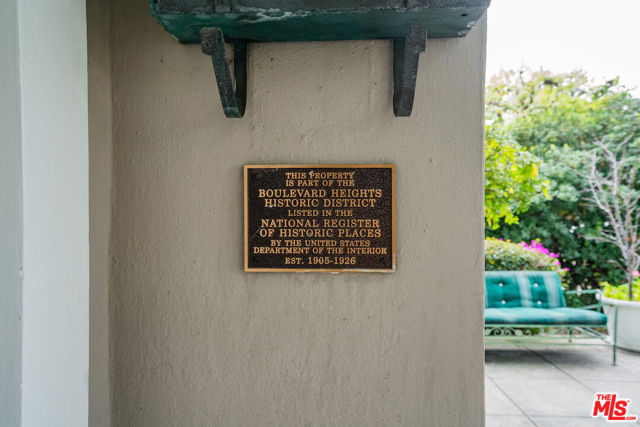 THIS PROPERTY
IS PART OF THE
BOULEVARD HEIGHTS
HISTORIC DISTRICT
LISTED IN THE
NATIONAL REGISTER
OF HISTORIC PLACES
BY THE UNITED STATES
DEPARTMENT OF THE INTERIOR
EST. 1905-1926
THE
MLS
.COM